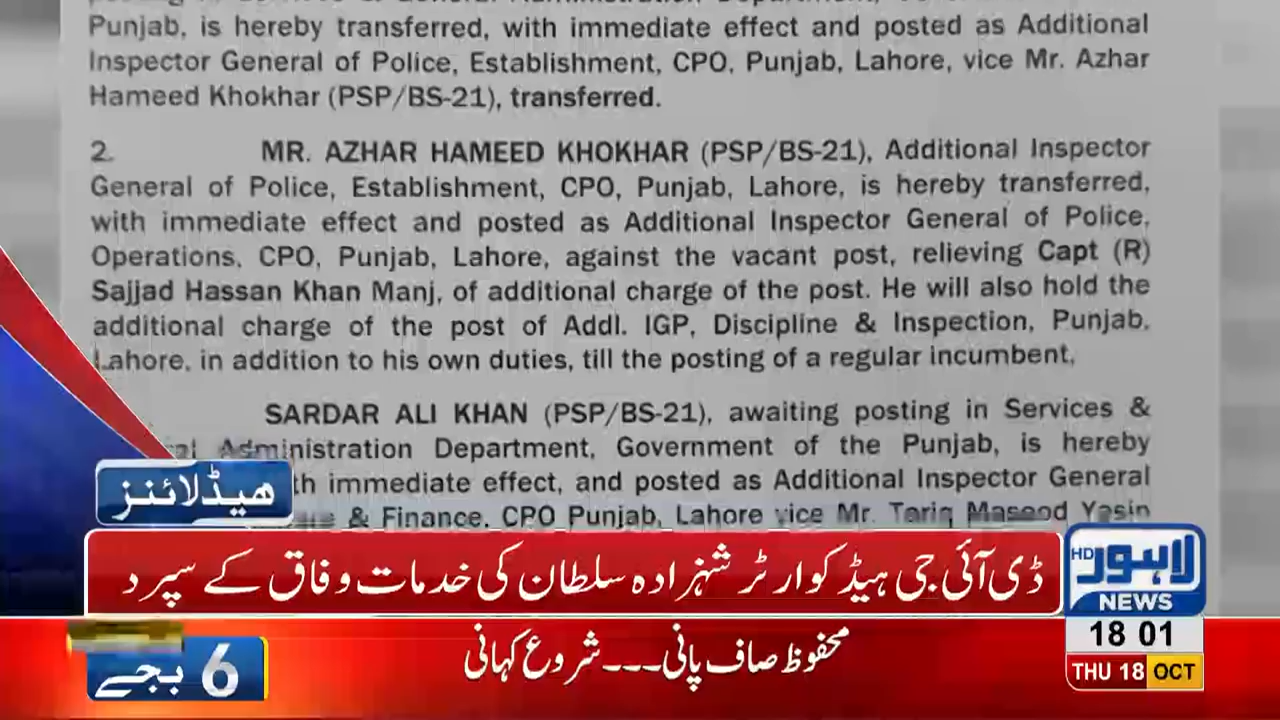 Punjab, is hereby transferred, with immediate effect and posted as Additional
Inspector General of Police, Establishment, CPO, Punjab, Lahore, vice Mr. Azhar
Hameed Khokhar (PSP/BS-21), transferred.
2. MR. AZHAR HAMEED KHOKHAR (PSP/BS-21), Additional Inspector
General of Police, Establishment, CPO, Punjab, Lahore, is hereby transferred,
with immediate effect and posted as Additional Inspector General of Police,
Operations, CPO, Punjab, Lahore, against the vacant post, relieving Capt (R)
Sajjad Hassan Khan Manj, of additional charge of the post. He will also hold the
additional charge of the post of Addl. IGP, Discipline & Inspection, Punjab,
Lahore, in addition to his own duties, till the posting of a regular incumbent.
SARDAR ALI KHAN (PSP/BS-21), awaiting posting in Services &
Administration Department, Government of the Punjab, is hereby
immediate effect, and posted as Additional Inspector General
& Finance, CPO Punjab, Lahore vice Mr. Tariq Masood Yasin
ھیڈلائنز
ڈی آئی جی ہیڈکوارٹر شہزادہ سلطان کی خدمات وفاق کے سپرد
لاہور HD
NEWS
محفوظ صاف پانی۔۔۔شروع کہانی
6 بجے
18 01
THU 18 OCT